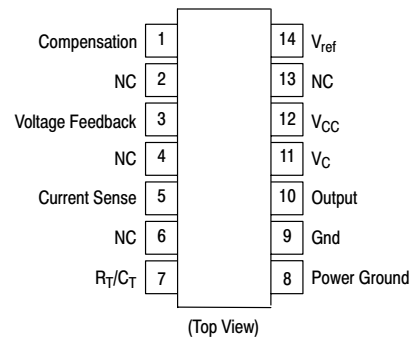 Compensation 1 14 Vref
NC 2 13 NC
Voltage Feedback 3 12 VCC
NC 4 11 VC
Current Sense 5 10 Output
NC 6 9 Gnd
RT/CT 7 8 Power Ground
(Top View)